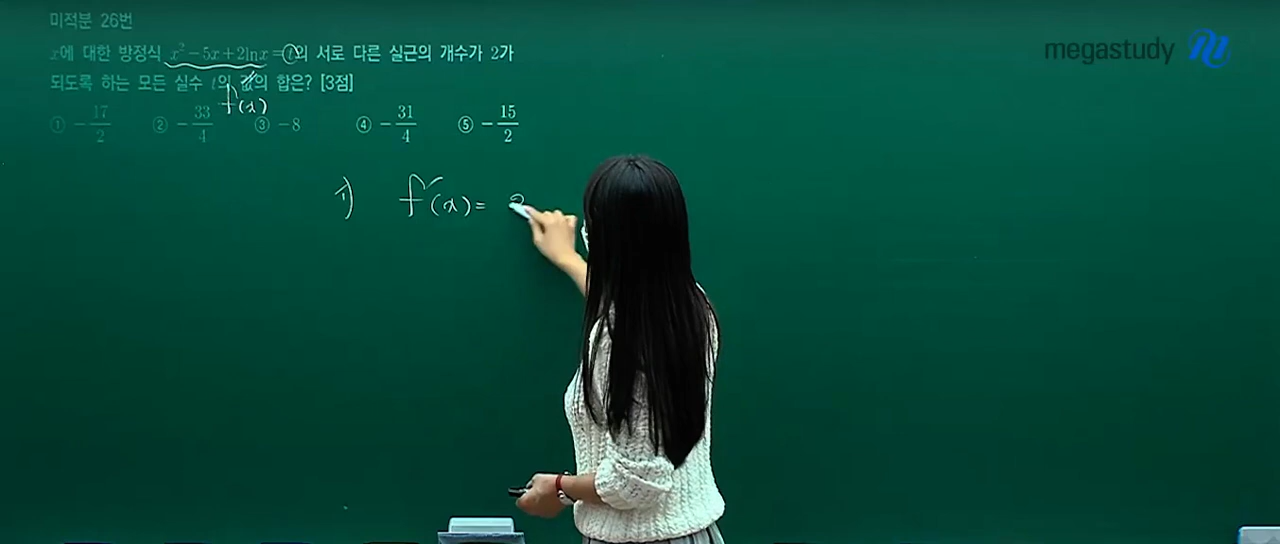 미적분 26번
x에 대한 방정식 x²-5x+2lnx=t의 서로 다른 실근의 개수가 2가
megastudy
되도록 하는 모든 실수 t의 값의 합은? [3점]
f(x)
① -17/2 ② -33/4 ③ -8 ④ -31/4 ⑤ -15/2
f'(x)=